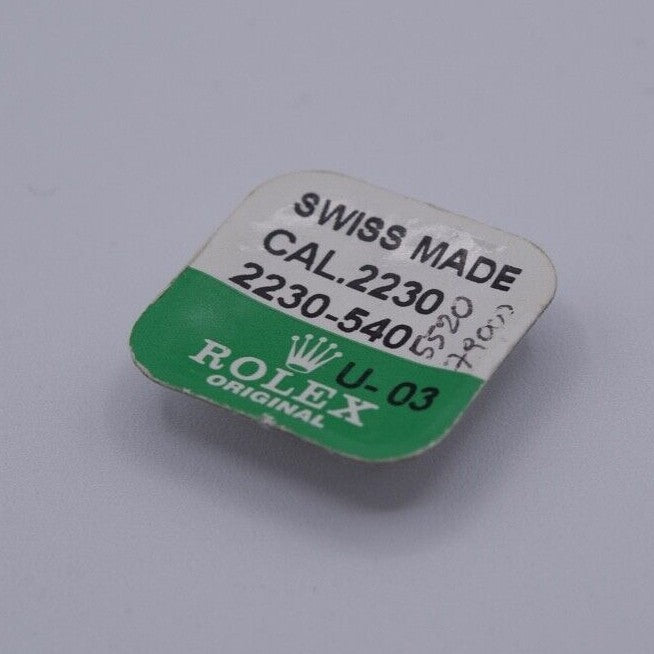 SWISS MADE
CAL.2230
2230-540
5520
U- 03
ROLEX
ORIGINAL